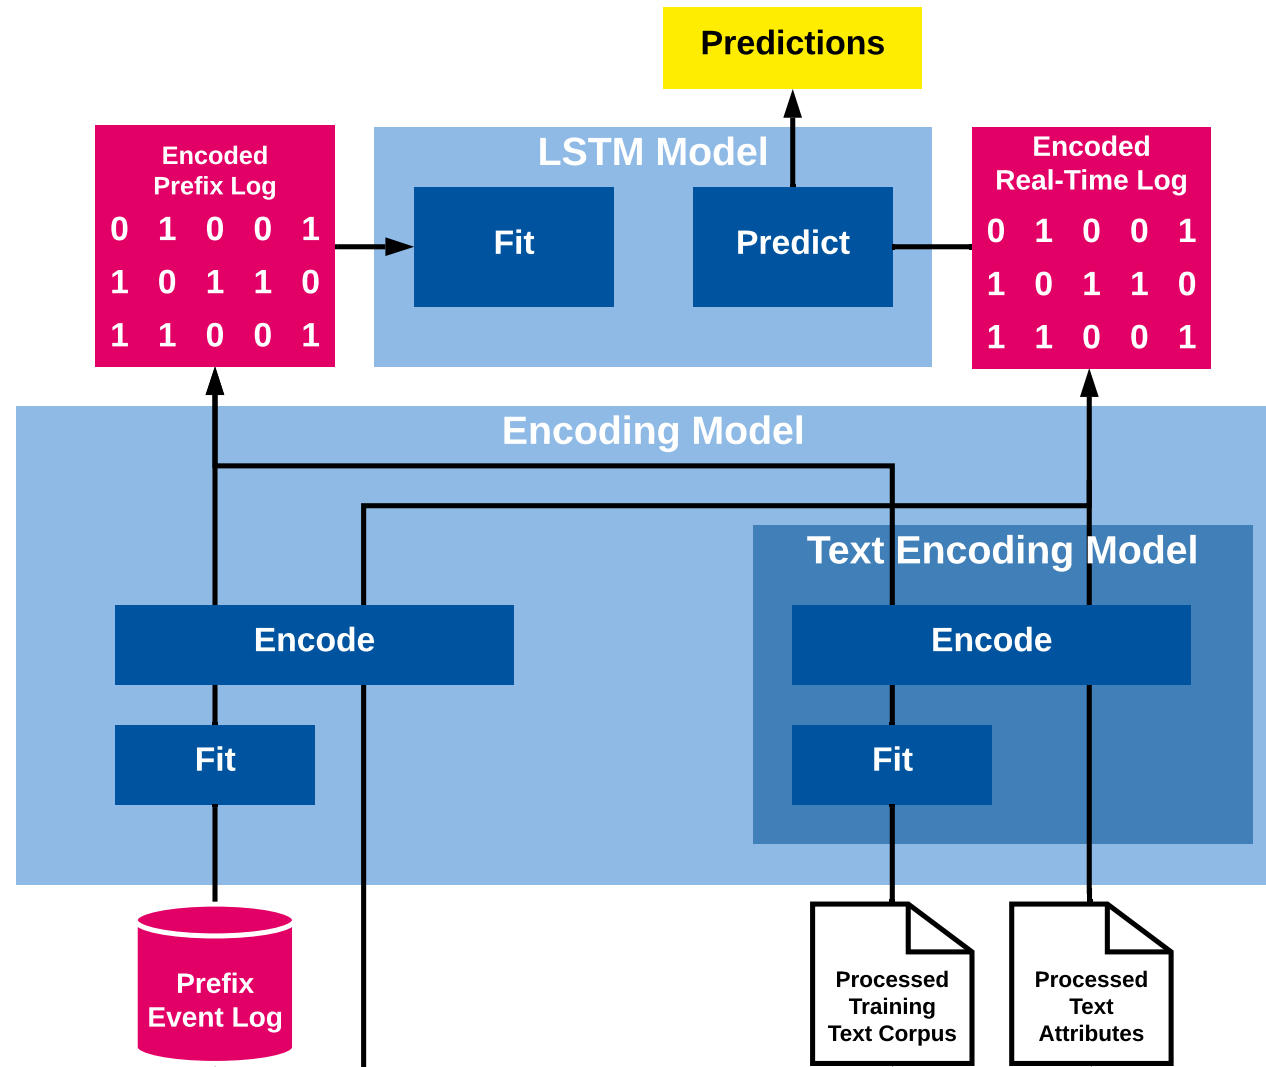 Predictions
Encoded
Prefix Log
0 1 0 0 1
1 0 1 1 0
1 1 0 0 1
LSTM Model
Fit
Predict
Encoded
Real-Time Log
0 1 0 0 1
1 0 1 1 0
1 1 0 0 1
Encoding Model
Text Encoding Model
Encode
Encode
Fit
Fit
Prefix
Event Log
Processed
Training
Text Corpus
Processed
Text
Attributes